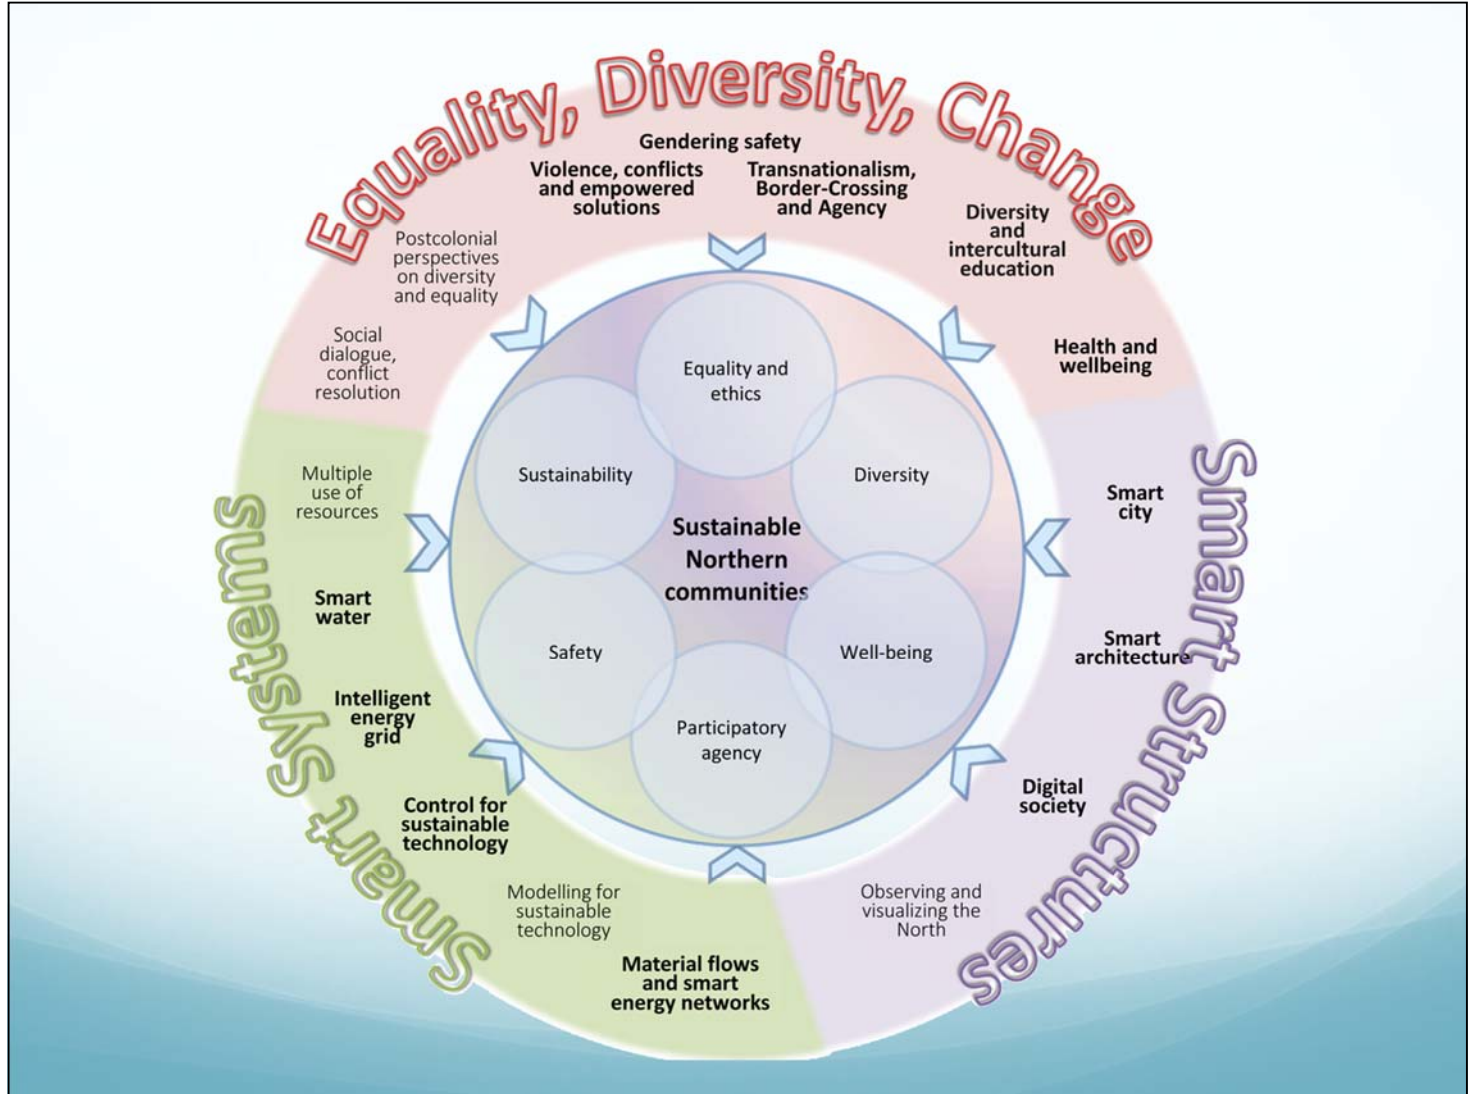 Equality, Diversity, Change
Gendering safety
Violence, conflicts
and empowered
solutions
Transnationalism,
Border-Crossing
and Agency
Diversity
and
intercultural
education
Postcolonial
perspectives
on diversity
and equality
Social
dialogue,
conflict
resolution
Health and
wellbeing
Smart Structures
Smart
city
Smart
architecture
Digital
society
Observing and
visualizing the
North
Smart Systems
Multiple
use of
resources
Smart
water
Intelligent
energy
grid
Control for
sustainable
technology
Modelling for
sustainable
technology
Material flows
and smart
energy networks
Equality and
ethics
Sustainability
Diversity
Sustainable
Northern
communities
Safety
Well-being
Participatory
agency